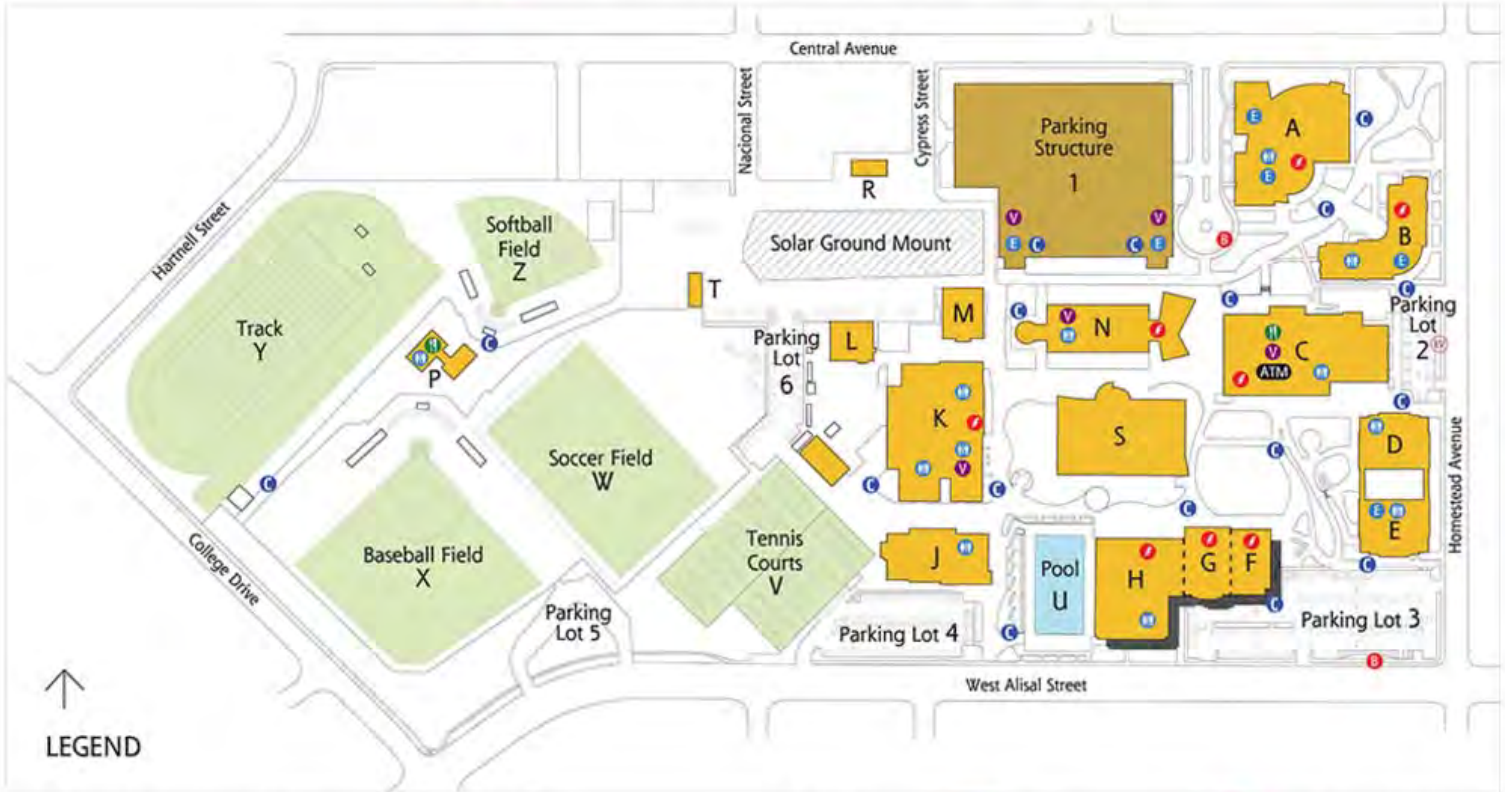 Central Avenue
Nacional Street
Cypress Street
Hartnell Street
College Drive
Homestead Avenue
West Alisal Street
Parking
Structure
1
A
B
R
Solar Ground Mount
Softball
Field
Z
Track
Y
T
P
Parking
Lot
6
L
M
N
C
ATM
Parking
Lot
2
EV
K
S
D
E
Soccer Field
W
Baseball Field
X
Tennis
Courts
V
J
Pool
U
H
G
F
Parking
Lot 5
Parking Lot 4
Parking Lot 3
E
E
V
E
C
V
C
E
B
C
C
E
C
C
C
V
V
C
C
C
V
C
C
C
C
E
C
C
C
B
LEGEND